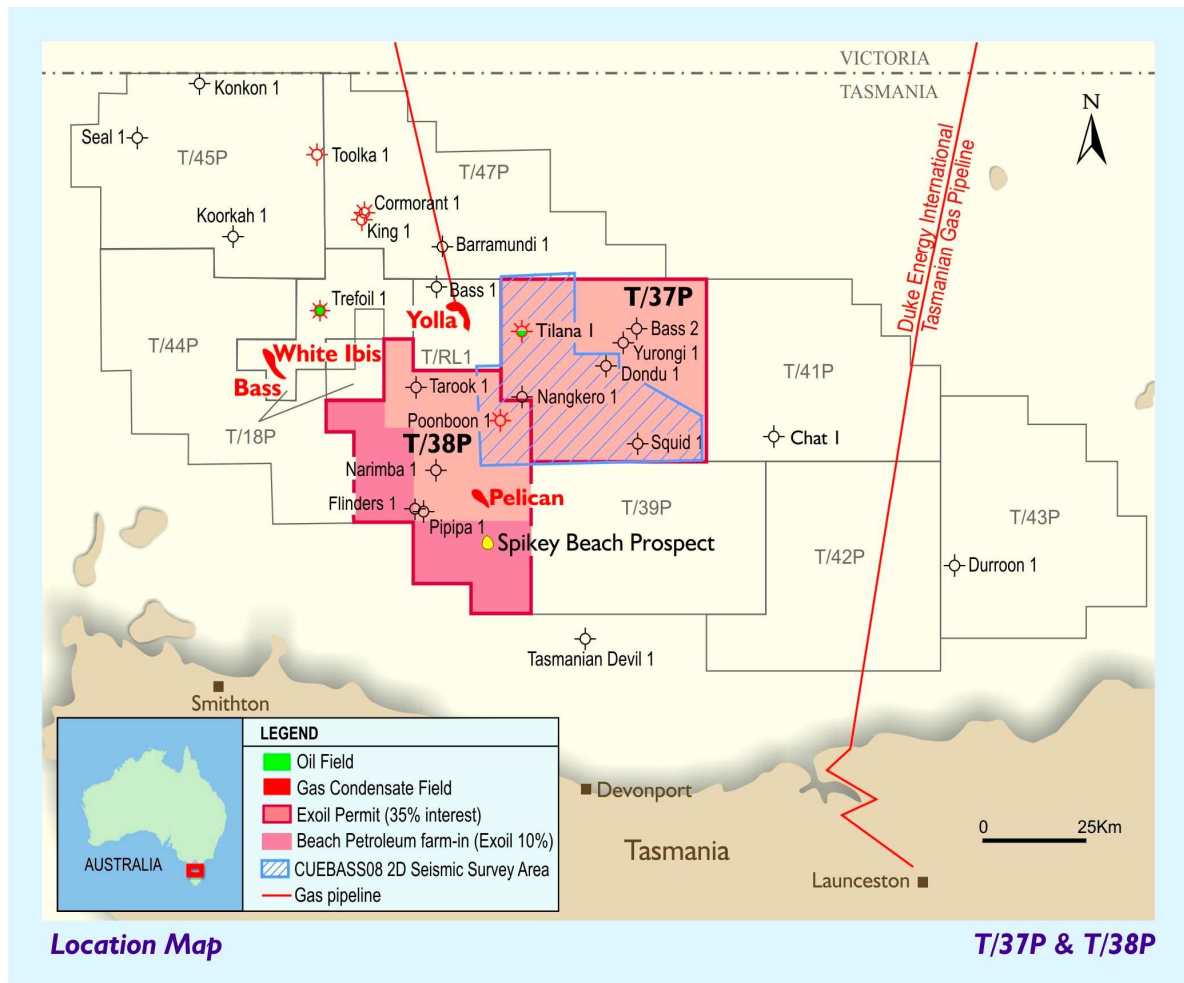 VICTORIA
TASMANIA
N
Konkon 1
Seal 1
T/45P
Toolka 1
T/47P
Duke Energy International
Tasmanian Gas Pipeline
Cormorant 1
King 1
Koorkah 1
Barramundi 1
Bass 1
Trefoil 1
T/37P
Yolla
Tilana 1
Bass 2
Yurongi 1
T/44P
White Ibis
T/RL1
Dondu 1
T/41P
Bass
Tarook 1
Nangkero 1
Poonboon 1
T/18P
T/38P
Squid 1
Chat 1
Narimba 1
Flinders 1
Pelican
T/39P
Pipipa 1
T/43P
Spikey Beach Prospect
T/42P
Durroon 1
Tasmanian Devil 1
Smithton
LEGEND
Oil Field
Gas Condensate Field
Exoil Permit (35% interest)
Beach Petroleum farm-in (Exoil 10%)
CUEBASS08 2D Seismic Survey Area
Gas pipeline
AUSTRALIA
Devonport
Tasmania
0 25Km
Launceston
Location Map
T/37P & T/38P